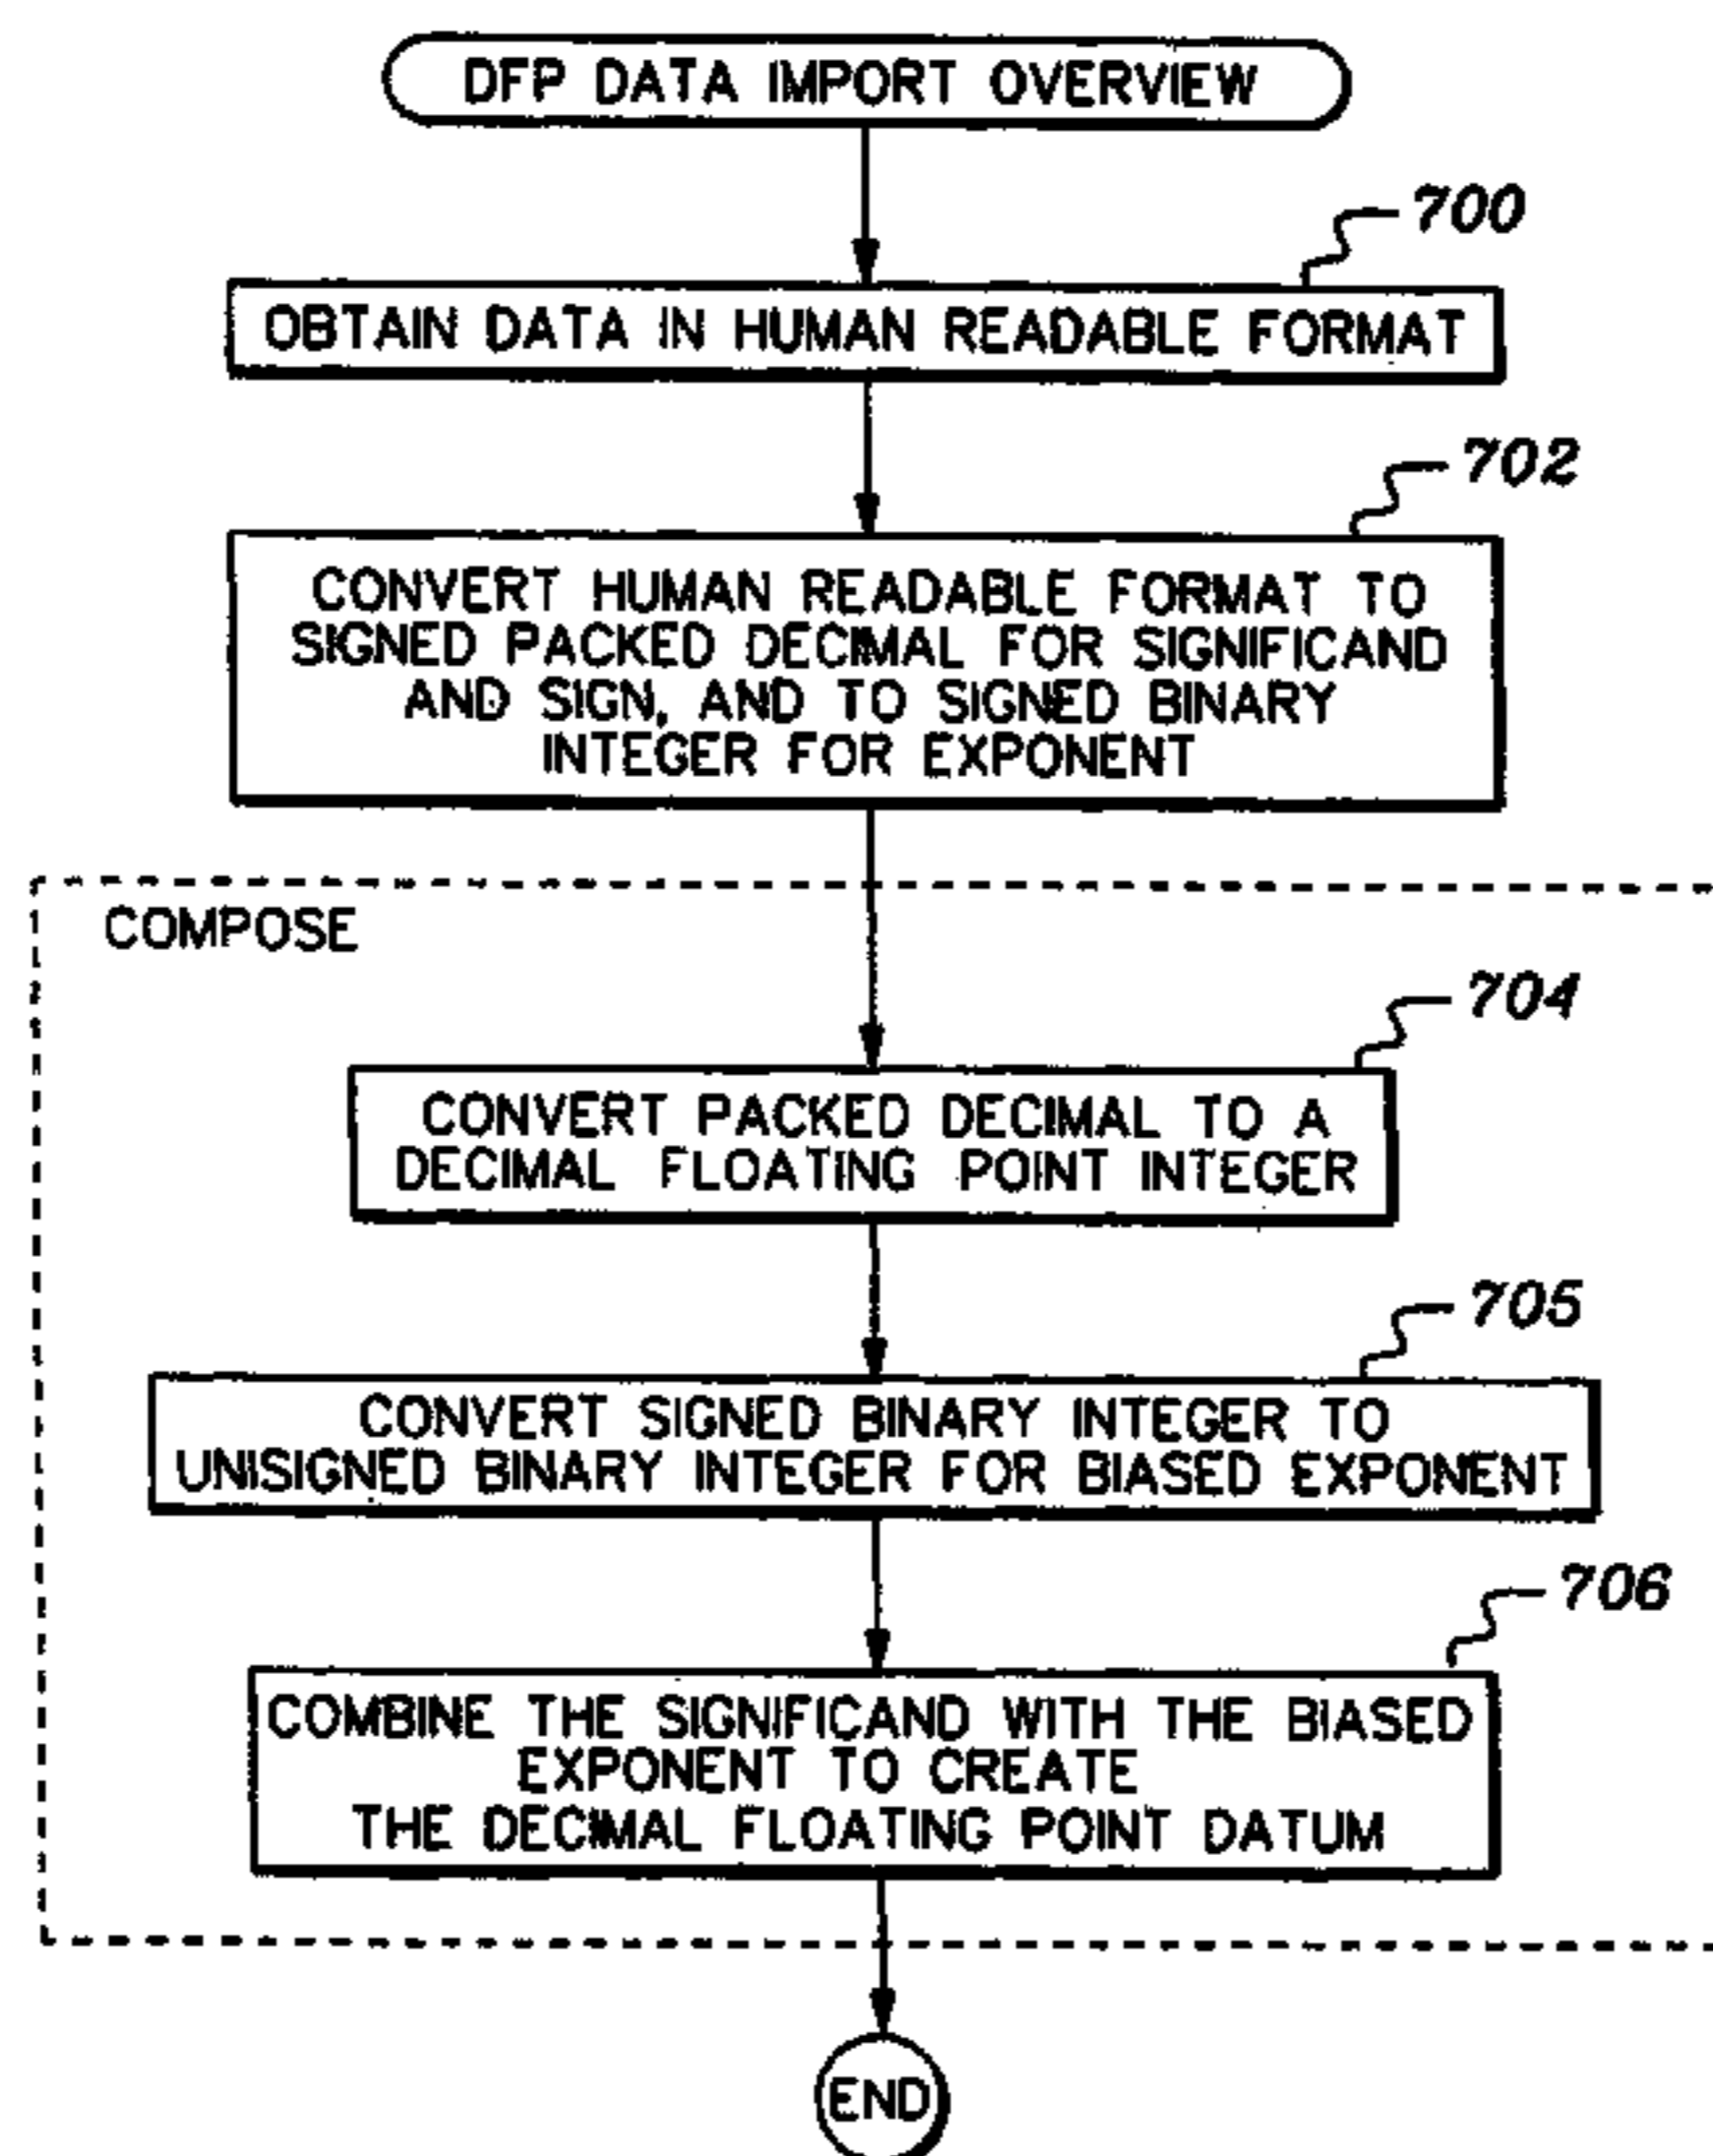 DFP DATA IMPORT OVERVIEW
700
OBTAIN DATA IN HUMAN READABLE FORMAT
702
CONVERT HUMAN READABLE FORMAT TO
SIGNED PACKED DECIMAL FOR SIGNIFICAND
AND SIGN, AND TO SIGNED BINARY
INTEGER FOR EXPONENT
COMPOSE
704
CONVERT PACKED DECIMAL TO A
DECIMAL FLOATING POINT INTEGER
705
CONVERT SIGNED BINARY INTEGER TO
UNISIGNED BINARY INTEGER FOR BIASED EXPONENT
706
COMBINE THE SIGNIFICAND WITH THE BIASED
EXPONENT TO CREATE
THE DECIMAL FLOATING POINT DATUM
END